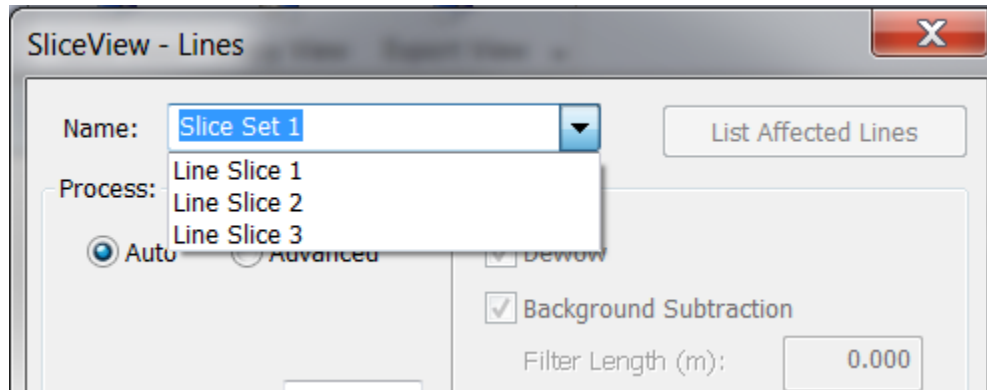 SliceView - Lines
Name: Slice Set 1 List Affected Lines
Line Slice 1
Process:
Line Slice 2
Line Slice 3
Auto Advanced Dewow
Background Subtraction
Filter Length (m): 0.000